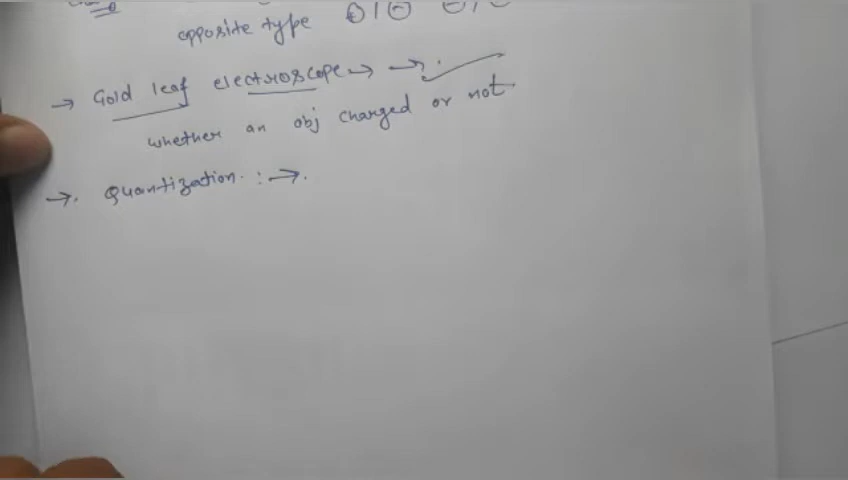 opposite type ⊕ | ⊖
→ Gold leaf electroscope → →
whether an obj charged or not.
→. Quantization. : →.